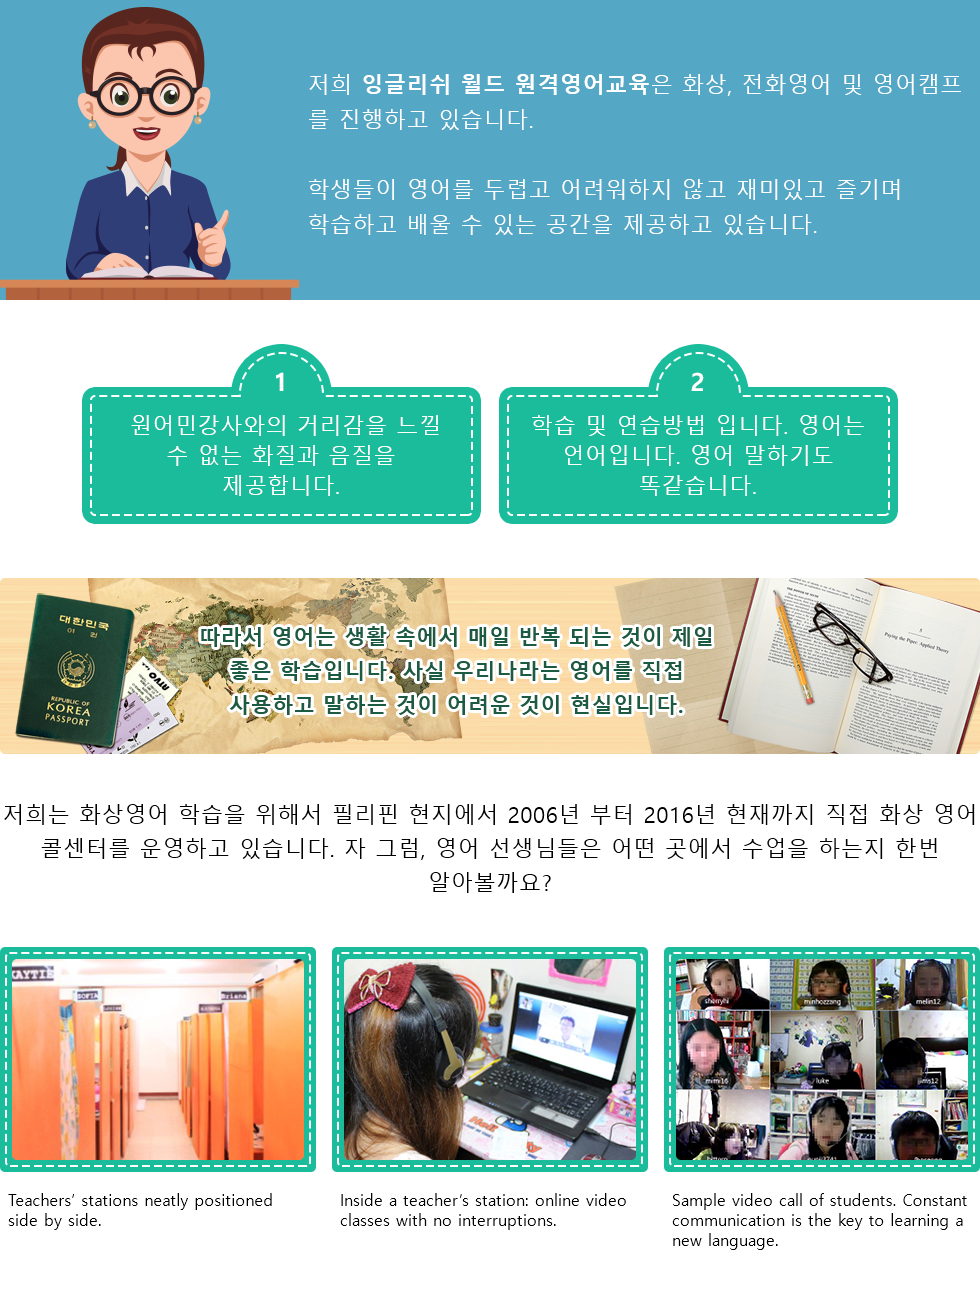 저희 잉글리쉬 월드 원격영어교육은 화상, 전화영어 및 영어캠프
를 진행하고 있습니다.
학생들이 영어를 두렵고 어려워하지 않고 재미있고 즐기며
학습하고 배울 수 있는 공간을 제공하고 있습니다.
1
원어민강사와의 거리감을 느낄
수 없는 화질과 음질을
제공합니다.
2
학습 및 연습방법 입니다. 영어는
언어입니다. 영어 말하기도
똑같습니다.
대한민국
여 권
REPUBLIC OF
KOREA
PASSPORT
따라서 영어는 생활 속에서 매일 반복 되는 것이 제일
좋은 학습입니다. 사실 우리나라는 영어를 직접
사용하고 말하는 것이 어려운 것이 현실입니다.
Paying the Paper: Applied Theory
저희는 화상영어 학습을 위해서 필리핀 현지에서 2006년 부터 2016년 현재까지 직접 화상 영어
콜센터를 운영하고 있습니다. 자 그럼, 영어 선생님들은 어떤 곳에서 수업을 하는지 한번
알아볼까요?
KAYTIE
SOFIA
Briana
sherryhi
minhozzang
melin12
mimi16
luke
jims12
Teachers’ stations neatly positioned
side by side.
Inside a teacher’s station: online video
classes with no interruptions.
Sample video call of students. Constant
communication is the key to learning a
new language.